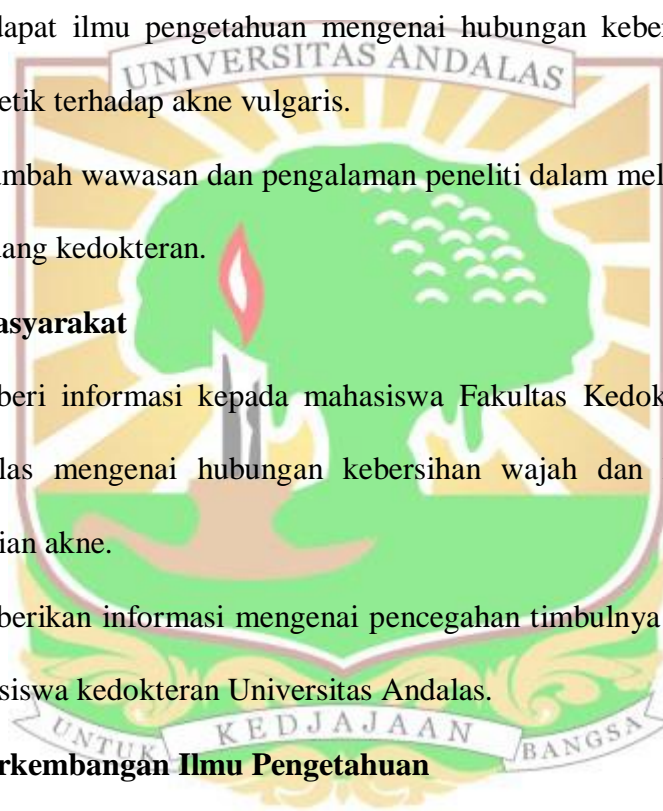 dapat ilmu pengetahuan mengenai hubungan keber
UNIVERSITAS ANDALAS
etik terhadap akne vulgaris.
mbah wawasan dan pengalaman peneliti dalam mel
ang kedokteran.
asyarakat
beri informasi kepada mahasiswa Fakultas Kedok
las mengenai hubungan kebersihan wajah dan
ian akne.
berikan informasi mengenai pencegahan timbulnya
siswa kedokteran Universitas Andalas.
UNTUK KEDJAJAAN BANGSA
rkembangan Ilmu Pengetahuan